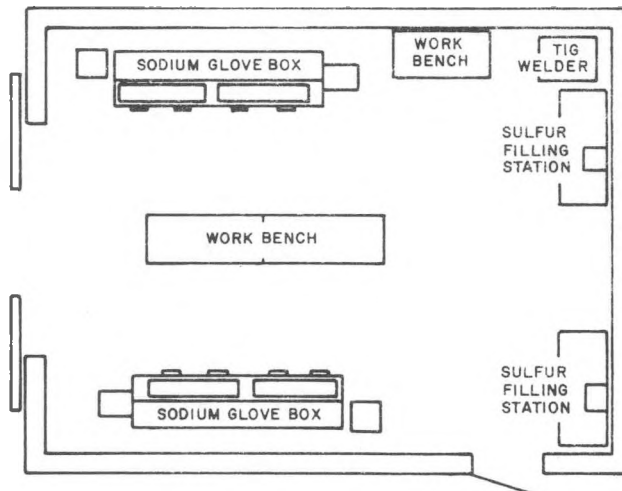 SODIUM GLOVE BOX
WORK
BENCH
TIG
WELDER
SULFUR
FILLING
STATION
WORK BENCH
SULFUR
FILLING
STATION
SODIUM GLOVE BOX